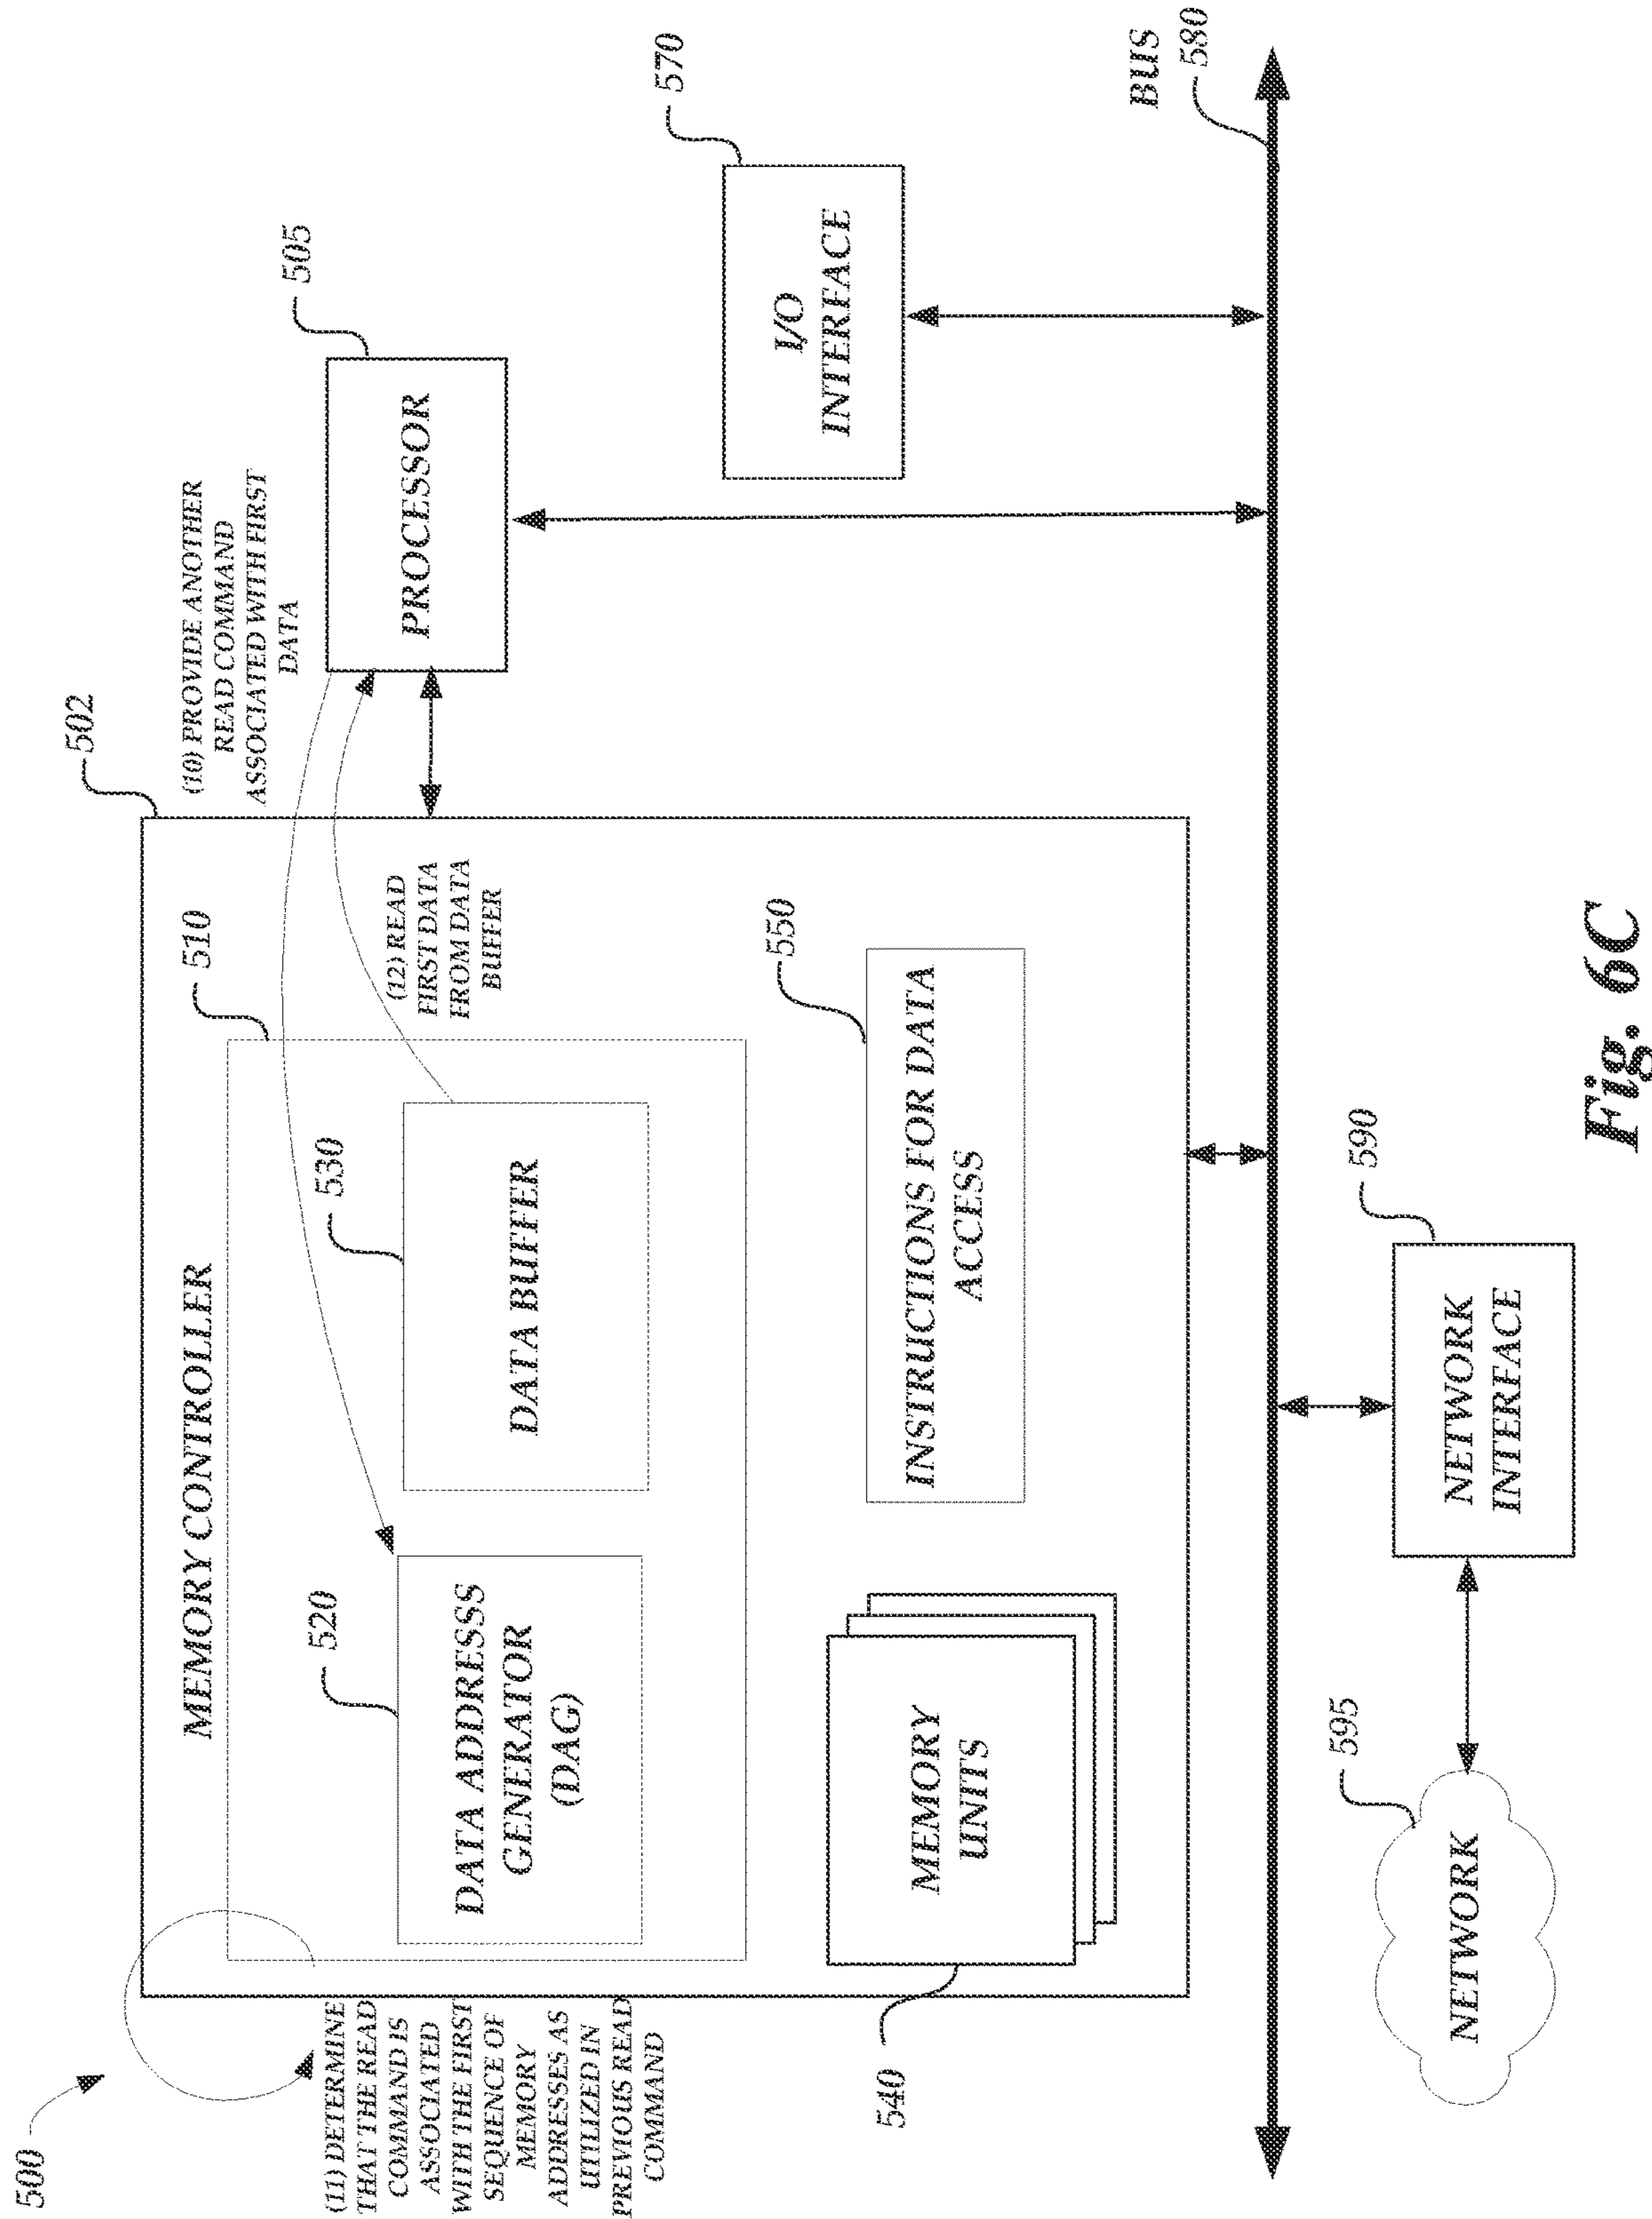 500
502
(10) PROVIDE ANOTHER
READ COMMAND
ASSOCIATED WITH FIRST
DATA
505
MEMORY CONTROLLER
510
520
DATA ADDRESS
GENERATOR
(DAG)
530
DATA BUFFER
(12) READ
FIRST DATA
FROM DATA
BUFFER
PROCESSOR
(11) DETERMINE
THAT THE READ
COMMAND IS
ASSOCIATED
WITH THE FIRST
SEQUENCE OF
MEMORY
ADDRESSES AS
UTILIZED IN
PREVIOUS READ
COMMAND
540
MEMORY
UNITS
550
INSTRUCTIONS FOR DATA
ACCESS
570
I/O
INTERFACE
BUS
580
595
NETWORK
590
NETWORK
INTERFACE
Fig. 6C